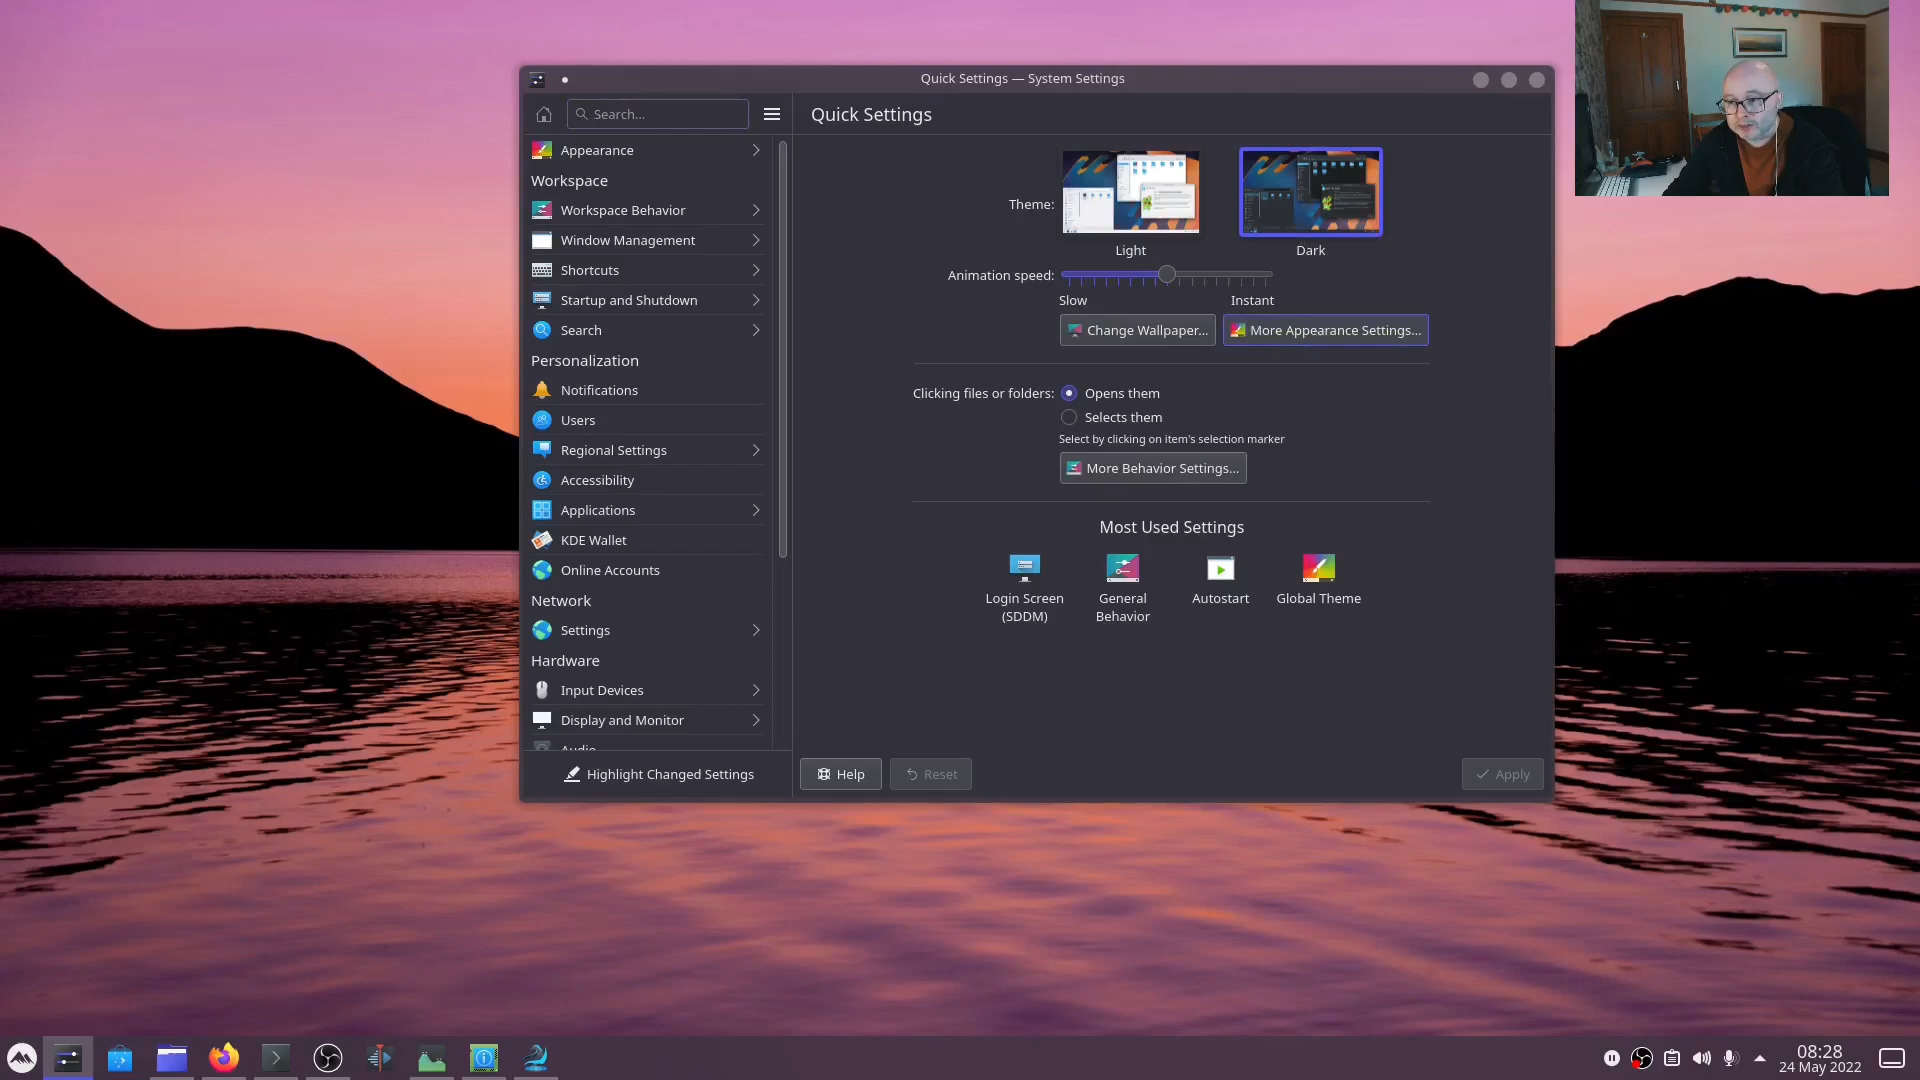 Quick Settings — System Settings
Search...
Quick Settings
Appearance
Workspace
Workspace Behavior
Window Management
Shortcuts
Startup and Shutdown
Search
Personalization
Notifications
Users
Regional Settings
Accessibility
Applications
KDE Wallet
Online Accounts
Network
Settings
Hardware
Input Devices
Display and Monitor
Audio
Highlight Changed Settings
Theme:
Light
Dark
Animation speed:
Slow
Instant
Change Wallpaper...
More Appearance Settings...
Clicking files or folders:
Opens them
Selects them
Select by clicking on item's selection marker
More Behavior Settings...
Most Used Settings
Login Screen
(SDDM)
General
Behavior
Autostart
Global Theme
Help
Reset
Apply
08:28
24 May 2022